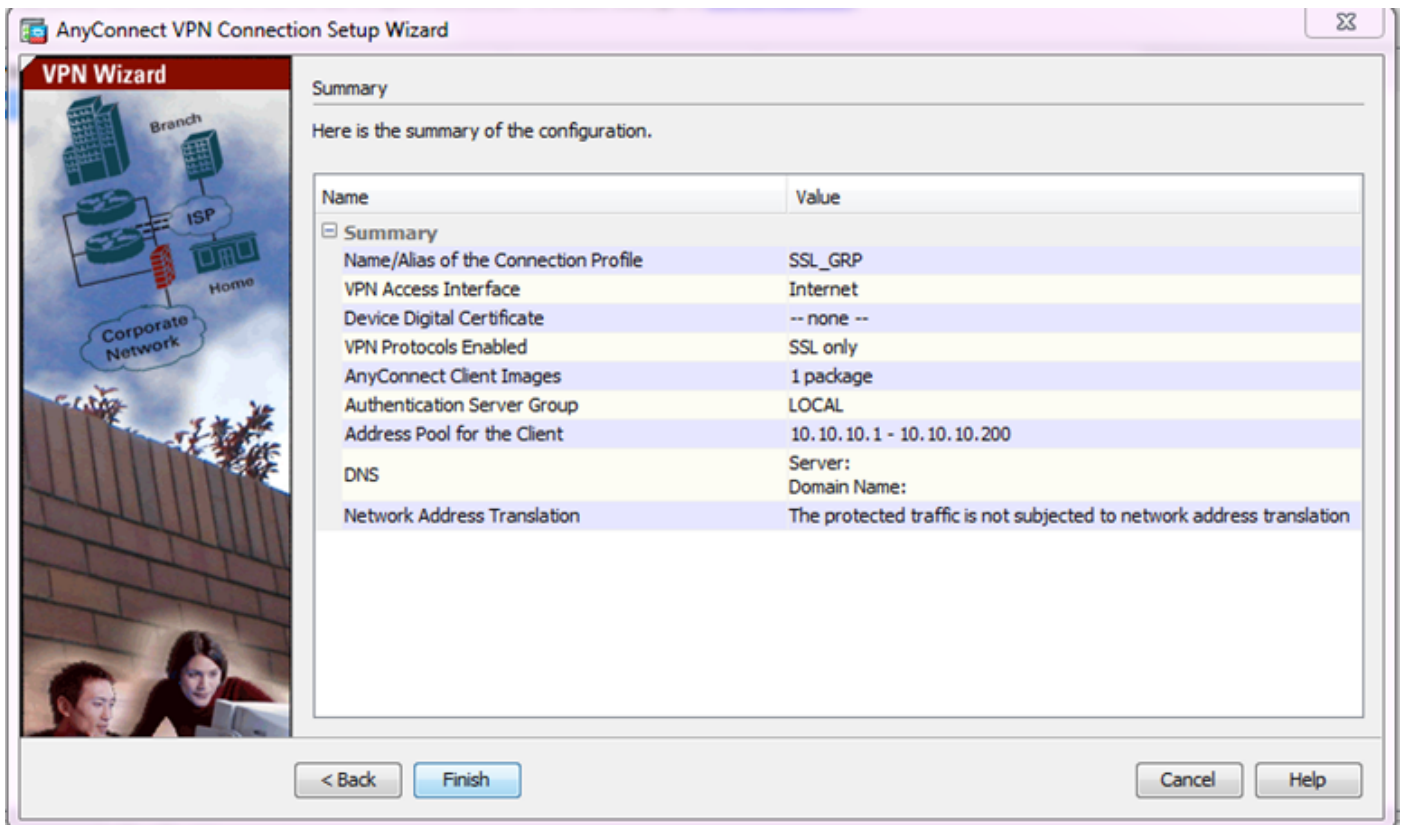 AnyConnect VPN Connection Setup Wizard
VPN Wizard
Branch
ISP
Home
Corporate
Network
Summary
Here is the summary of the configuration.
Name Value
Summary
Name/Alias of the Connection Profile SSL_GRP
VPN Access Interface Internet
Device Digital Certificate -- none --
VPN Protocols Enabled SSL only
AnyConnect Client Images 1 package
Authentication Server Group LOCAL
Address Pool for the Client 10.10.10.1 - 10.10.10.200
DNS Server:
Domain Name:
Network Address Translation The protected traffic is not subjected to network address translation
< Back Finish Cancel Help